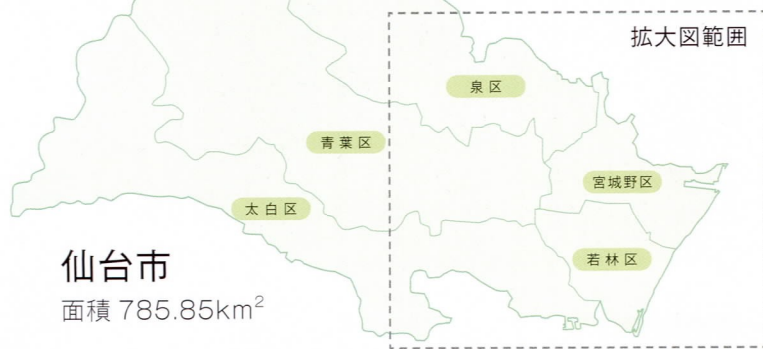 拡大図範囲
泉区
青葉区
宮城野区
太白区
若林区
仙台市
面積 785.85km²